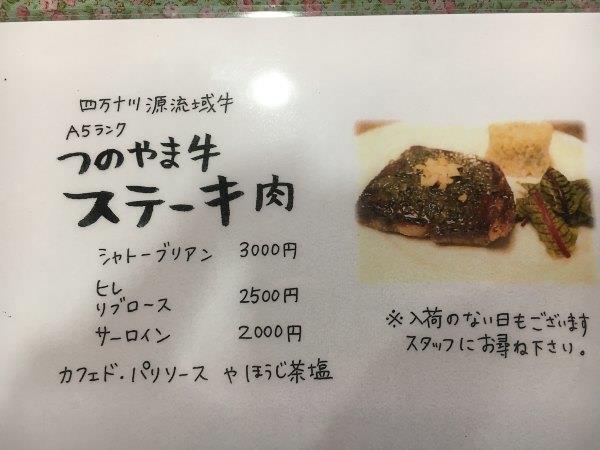 四万十川 源流域牛
A5ランク
つのやま牛
ステーキ肉
シャトーブリアン 3000円
ヒレ
リブロース 2500円
サーロイン 2000円
カフェド・パリソース や ほうじ茶塩
※入荷のない日もございます
スタッフにお尋ね下さい。